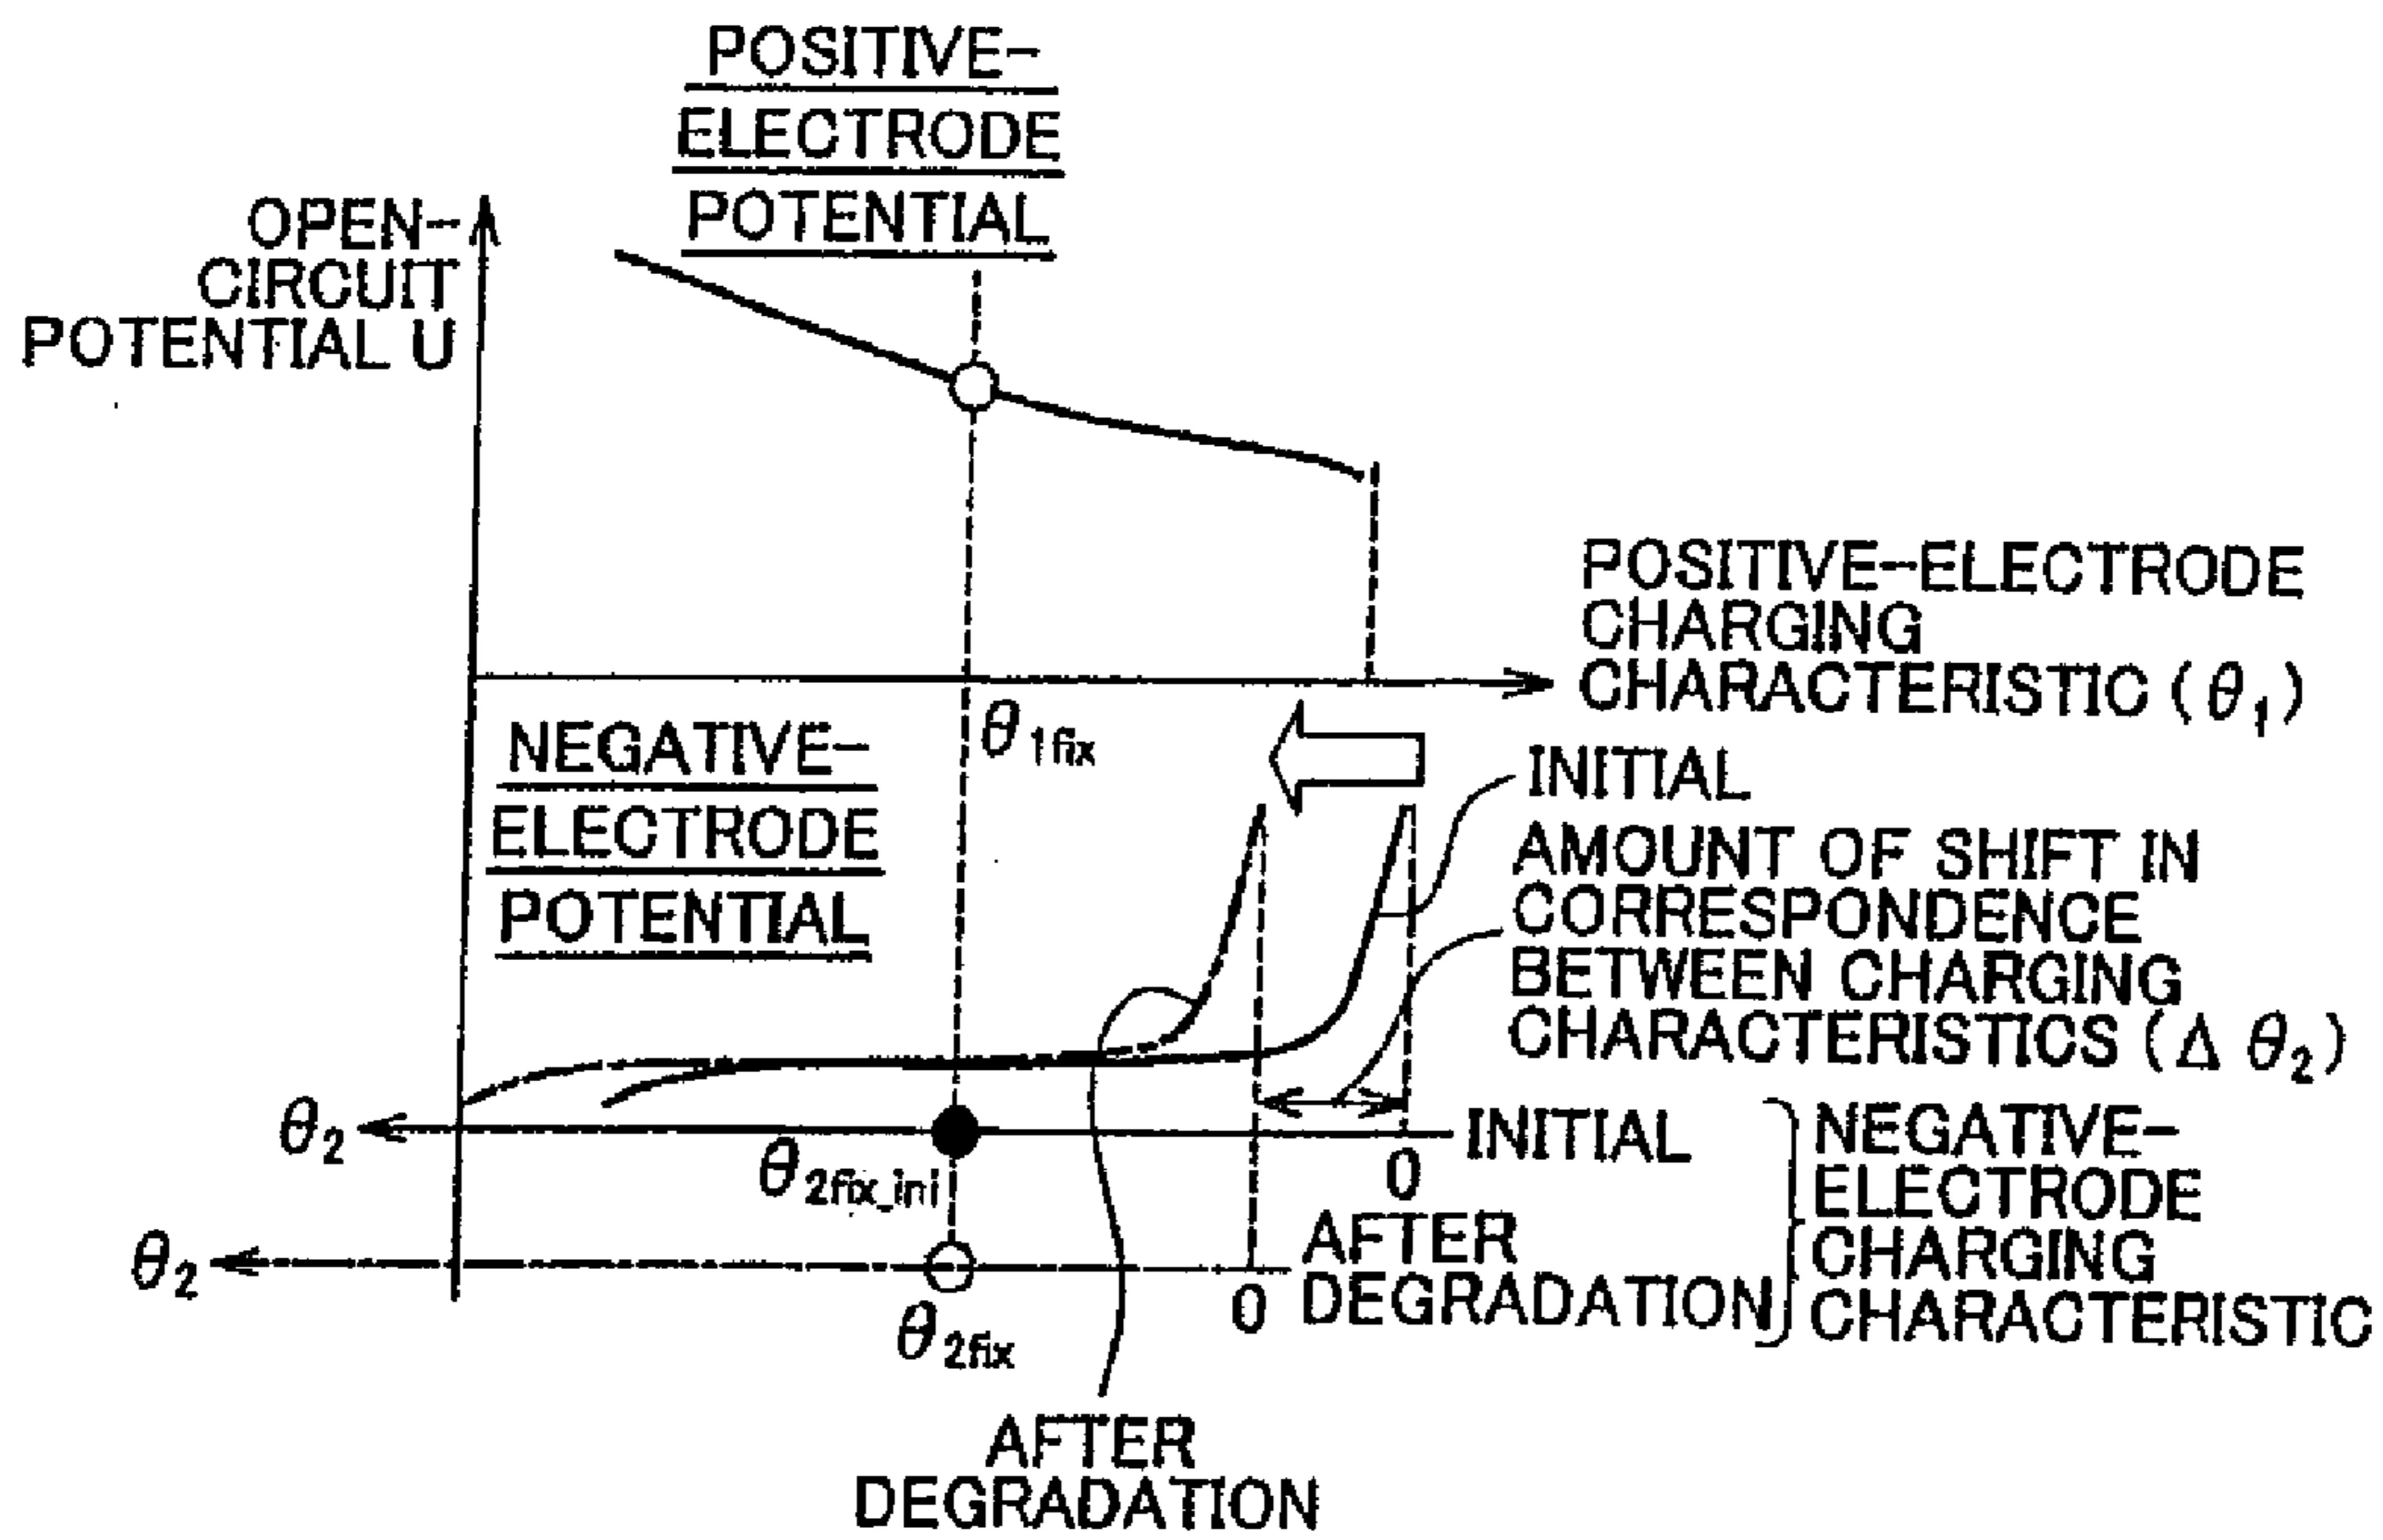 POSITIVE-
ELECTRODE
POTENTIAL
OPEN-
CIRCUIT
POTENTIAL U
POSITIVE-ELECTRODE
CHARGING
CHARACTERISTIC (θ1)
θ1fix
NEGATIVE-
ELECTRODE
POTENTIAL
INITIAL
AMOUNT OF SHIFT IN
CORRESPONDENCE
BETWEEN CHARGING
CHARACTERISTICS (Δ θ2)
θ2
θ2fix_ini
0
INITIAL
NEGATIVE-
ELECTRODE
CHARGING
CHARACTERISTIC
θ2
θ2fix
0
AFTER
DEGRADATION
AFTER
DEGRADATION